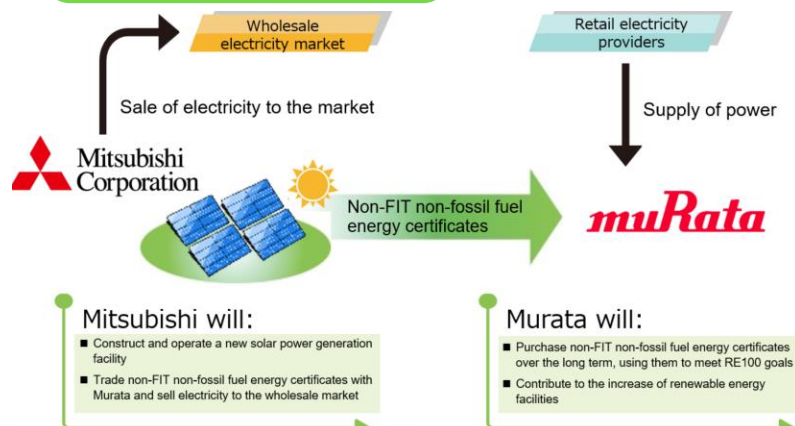 Wholesale
electricity market
Retail electricity
providers
Sale of electricity to the market
Supply of power
Mitsubishi
Corporation
Non-FIT non-fossil fuel
energy certificates
muRata
Mitsubishi will:
■ Construct and operate a new solar power generation
facility
■ Trade non-FIT non-fossil fuel energy certificates with
Murata and sell electricity to the wholesale market
Murata will:
■ Purchase non-FIT non-fossil fuel energy certificates
over the long term, using them to meet RE100 goals
■ Contribute to the increase of renewable energy
facilities